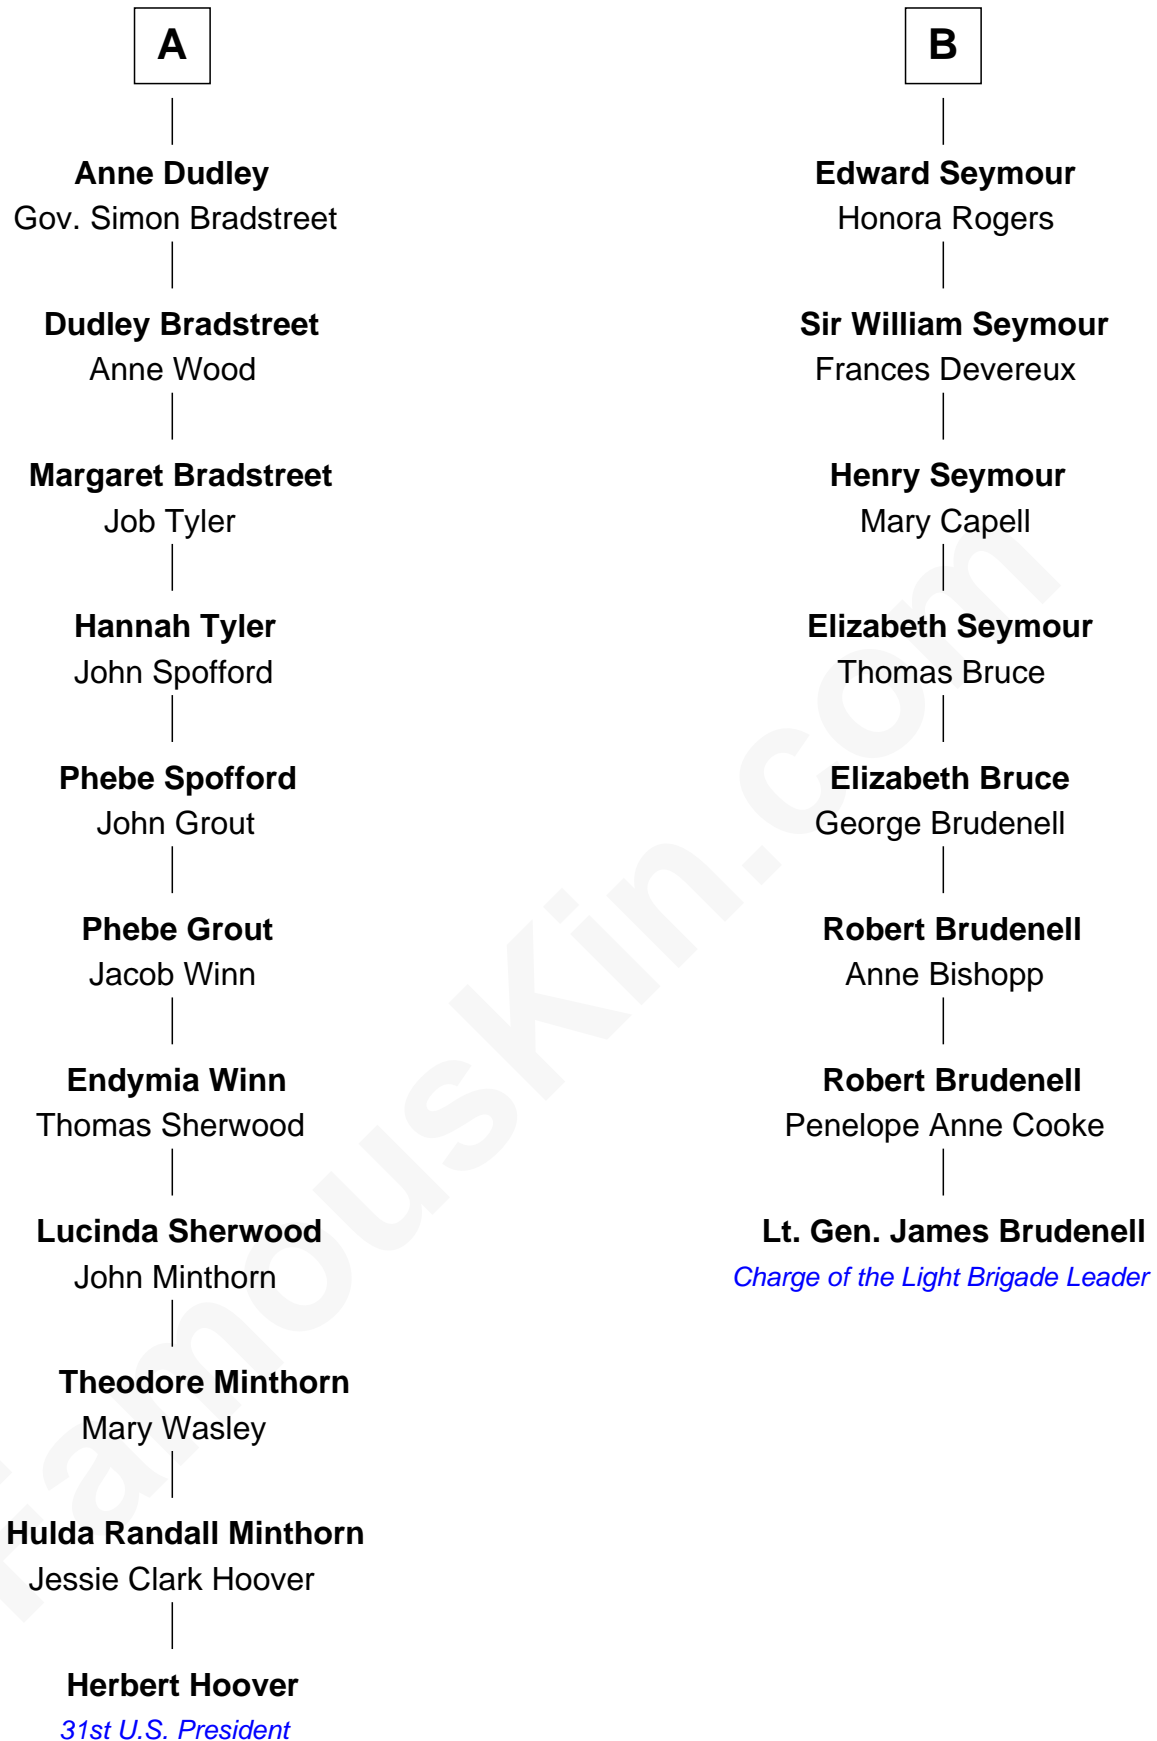 A
Anne Dudley
Gov. Simon Bradstreet
Dudley Bradstreet
Anne Wood
Margaret Bradstreet
Job Tyler
Hannah Tyler
John Spofford
Phebe Spofford
John Grout
Phebe Grout
Jacob Winn
Endymia Winn
Thomas Sherwood
Lucinda Sherwood
John Minthorn
Theodore Minthorn
Mary Wasley
Hulda Randall Minthorn
Jessie Clark Hoover
Herbert Hoover
31st U.S. President
B
Edward Seymour
Honora Rogers
Sir William Seymour
Frances Devereux
Henry Seymour
Mary Capell
Elizabeth Seymour
Thomas Bruce
Elizabeth Bruce
George Brudenell
Robert Brudenell
Anne Bishopp
Robert Brudenell
Penelope Anne Cooke
Lt. Gen. James Brudenell
Charge of the Light Brigade Leader
famouskin.com